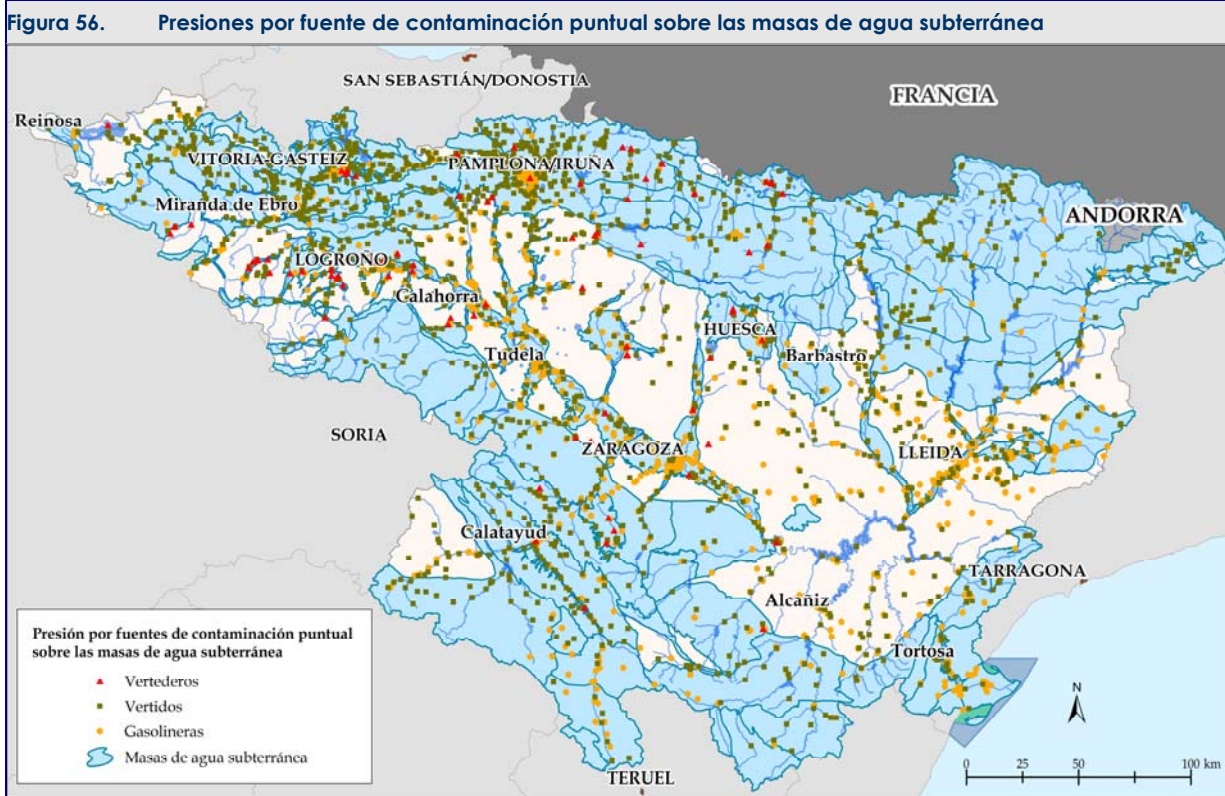 Figura 56. Presiones por fuente de contaminación puntual sobre las masas de agua subterránea
SAN SEBASTIÁN/DONOSTIA
FRANCIA
Reinosa
VITORIA-GASTEIZ
PAMPLONA/IRUÑA
Miranda de Ebro
ANDORRA
LOGROÑO
Calahorra
HUESCA
Tudela
Barbastro
SORIA
ZARAGOZA
LLEIDA
Calatayud
TARRAGONA
Alcañiz
Tortosa
TERUEL
Presión por fuentes de contaminación puntual
sobre las masas de agua subterránea
Vertederos
Vertidos
Gasolineras
Masas de agua subterránea
N
0 25 50 100 km